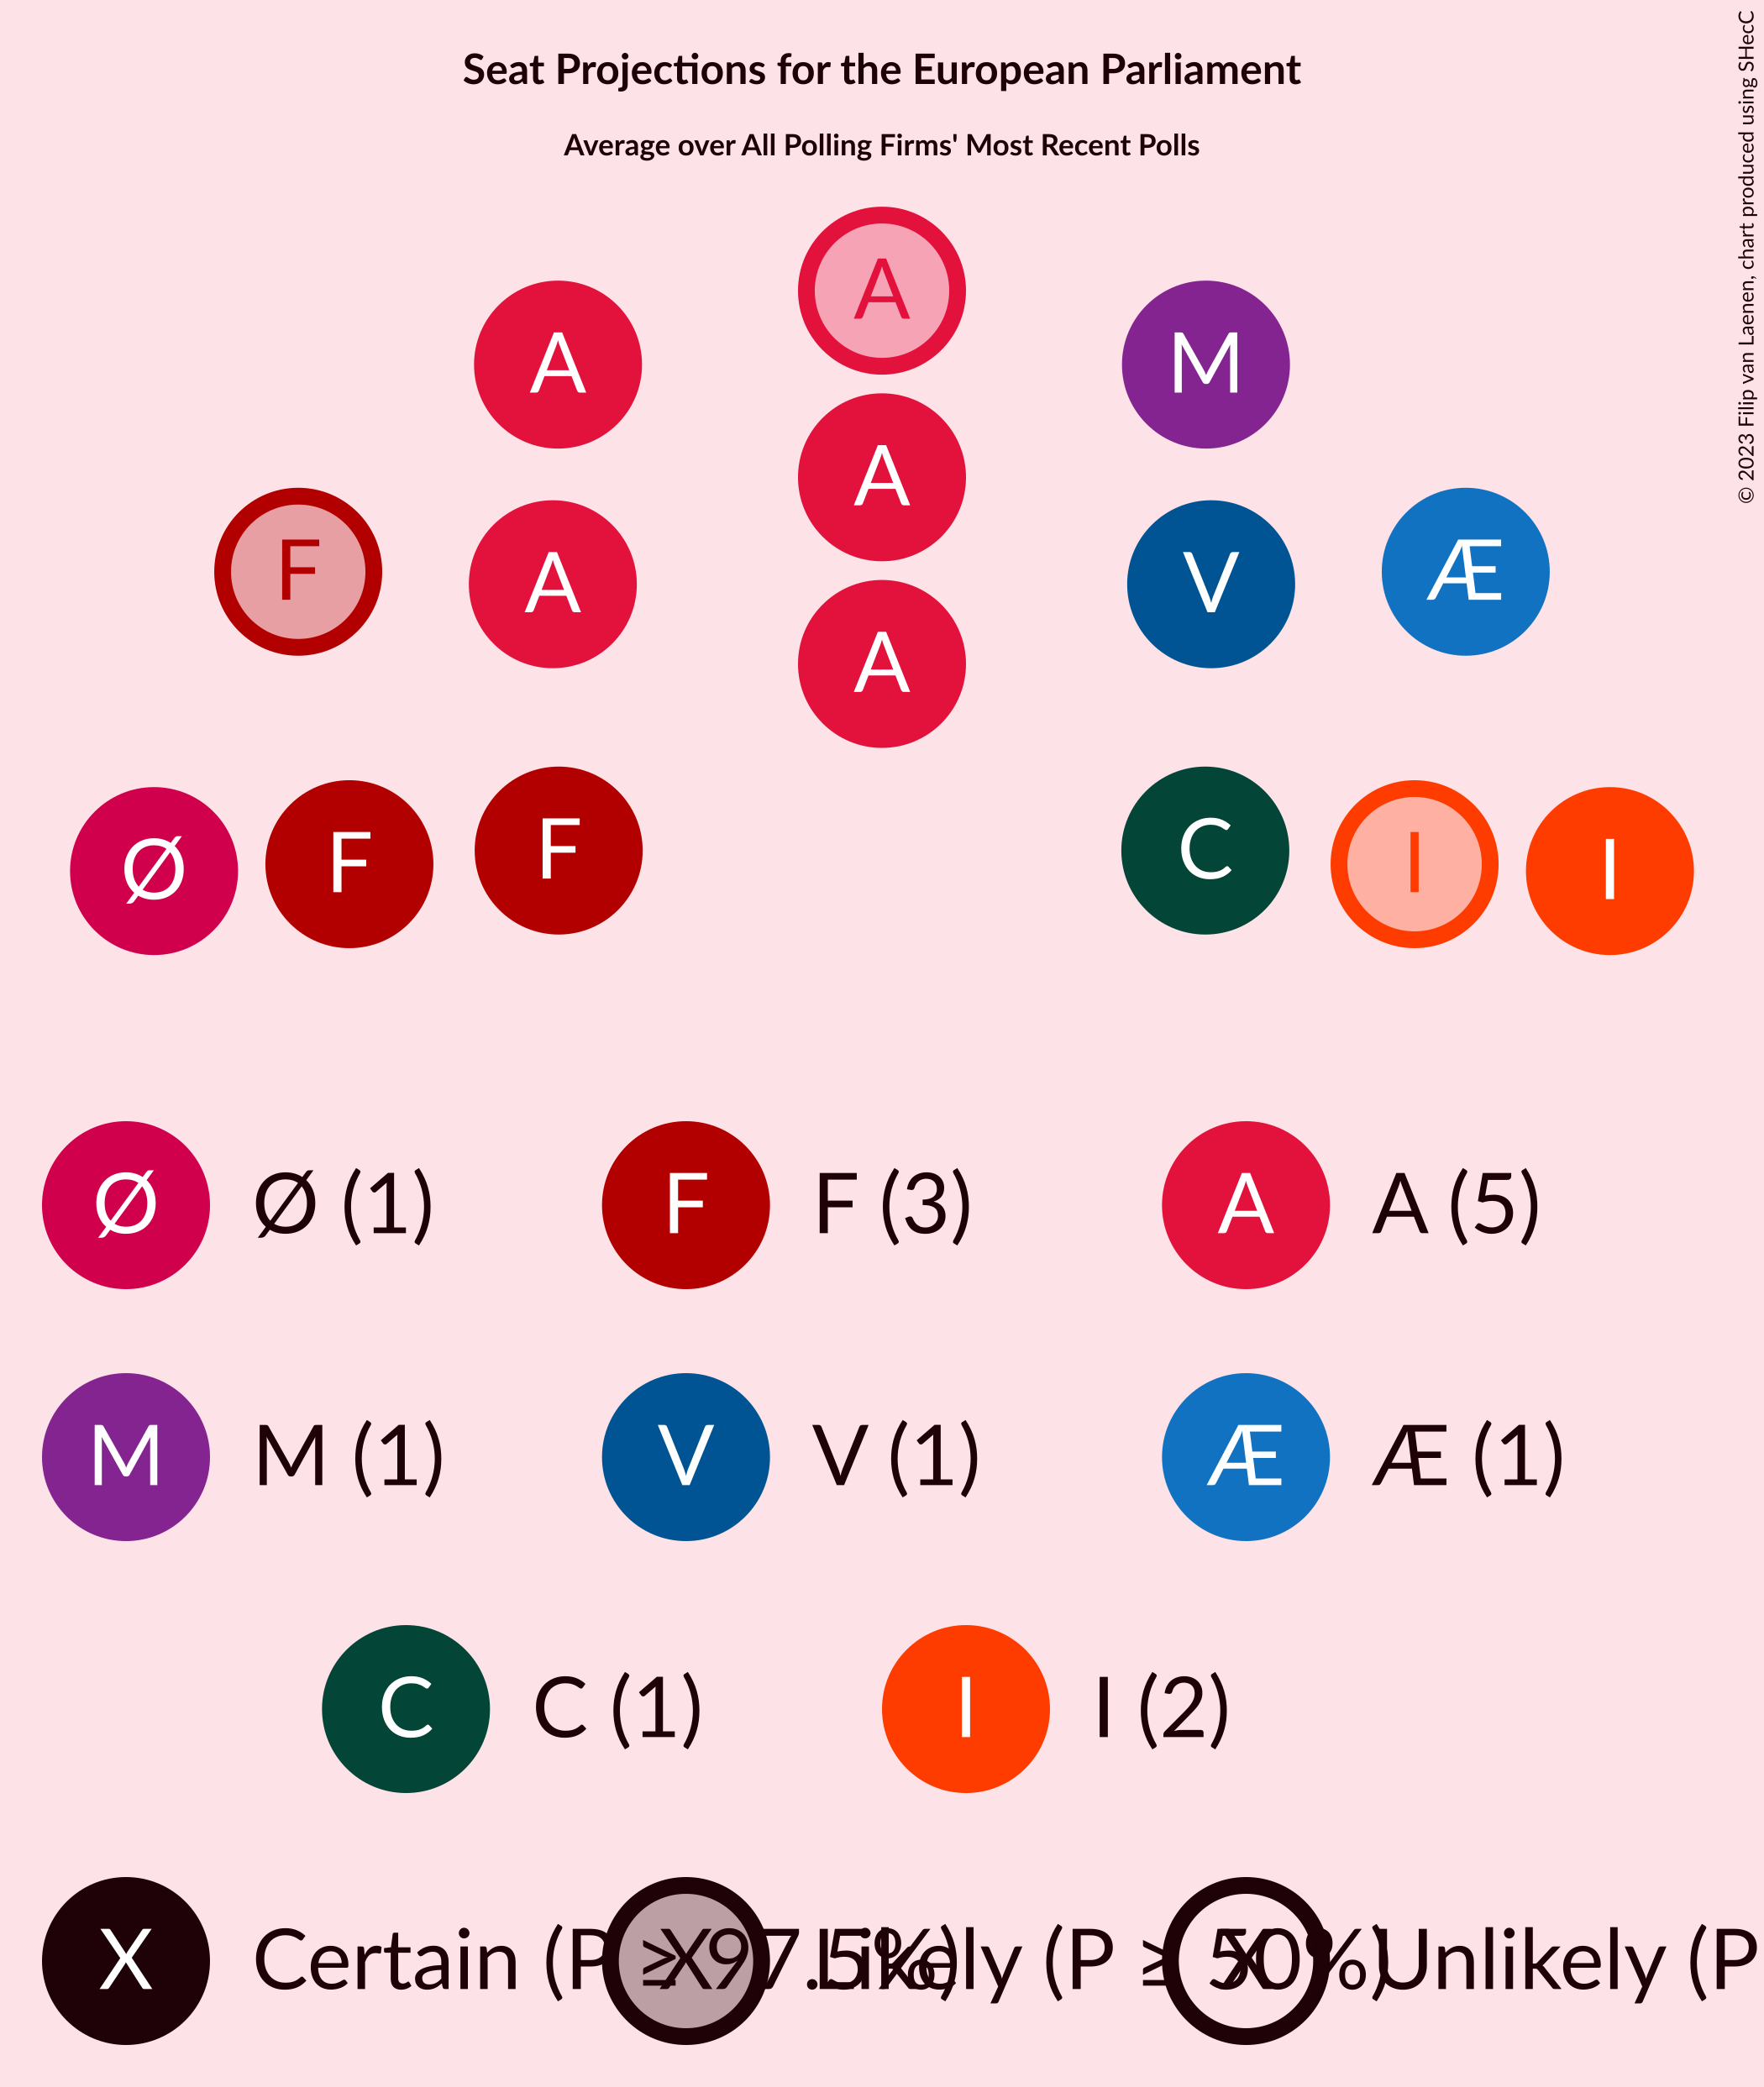 Seat Projections for the European Parliament
Average over All Polling Firms' Most Recent Polls
© 2023 Filip van Laenen, chart produced using SHecC
A
A M
A
F A V Æ
A
Ø F F C I I
Ø Ø (1) F F (3) A A (5)
M M (1) V V (1) Æ Æ (1)
C C (1) I I (2)
X Certain (P ≥ 97.5%) X Likely (P ≥ 50%) X Unlikely (P